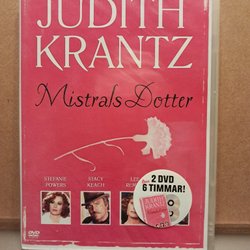 JUDITH
KRANTZ
Mistrals Dotter
STEFANIE
POWERS
STACY
KEACH
2 DVD
6 TIMMAR!
DVD